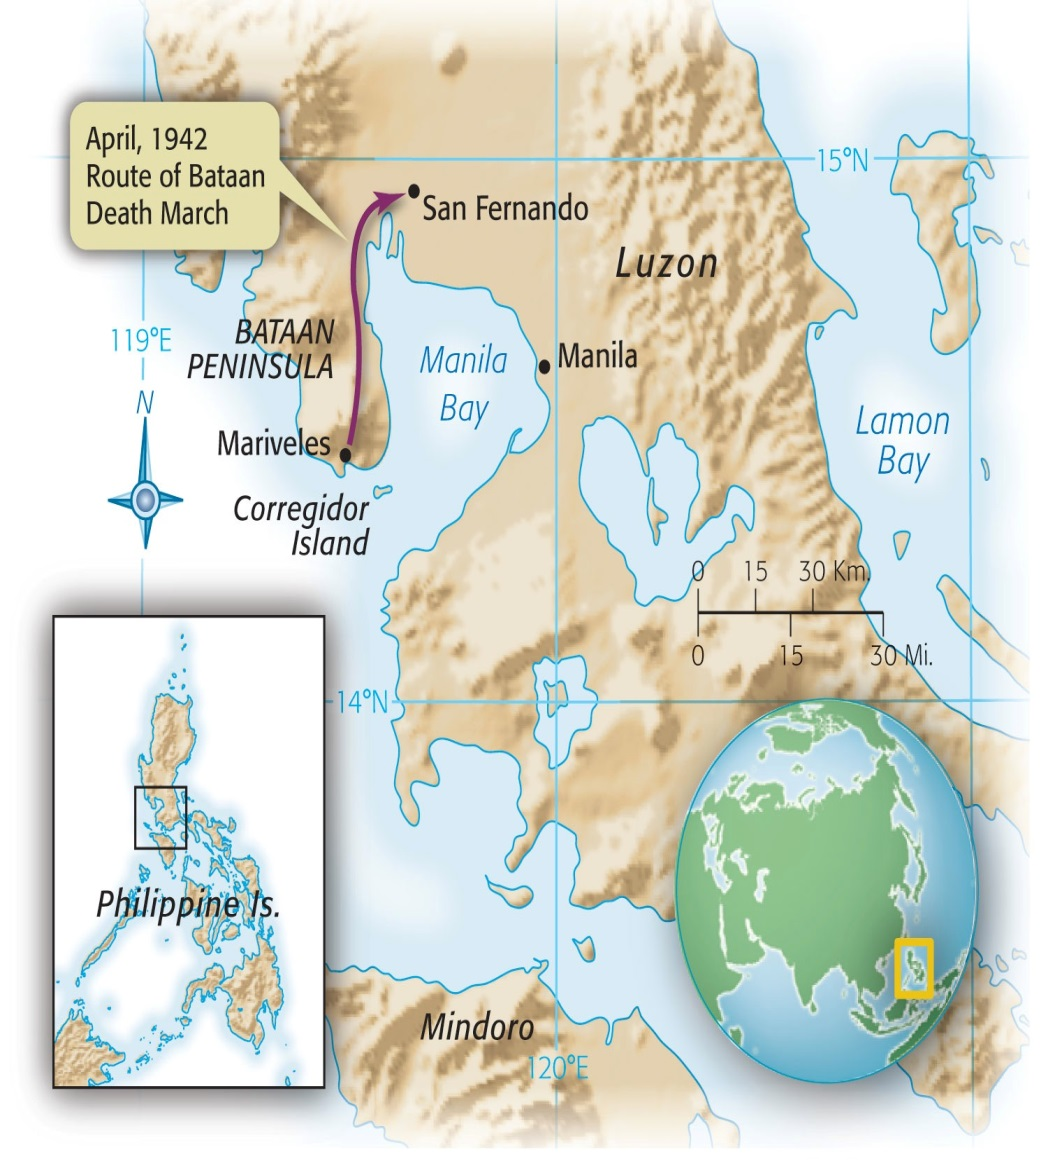 April, 1942
Route of Bataan
Death March
15°N
San Fernando
Luzon
119°E
BATAAN
PENINSULA
Manila
Bay
Manila
N
Lamon
Bay
Mariveles
Corregidor
Island
0 15 30 Km.
0 15 30 Mi.
14°N
Philippine Is.
Mindoro
120°E